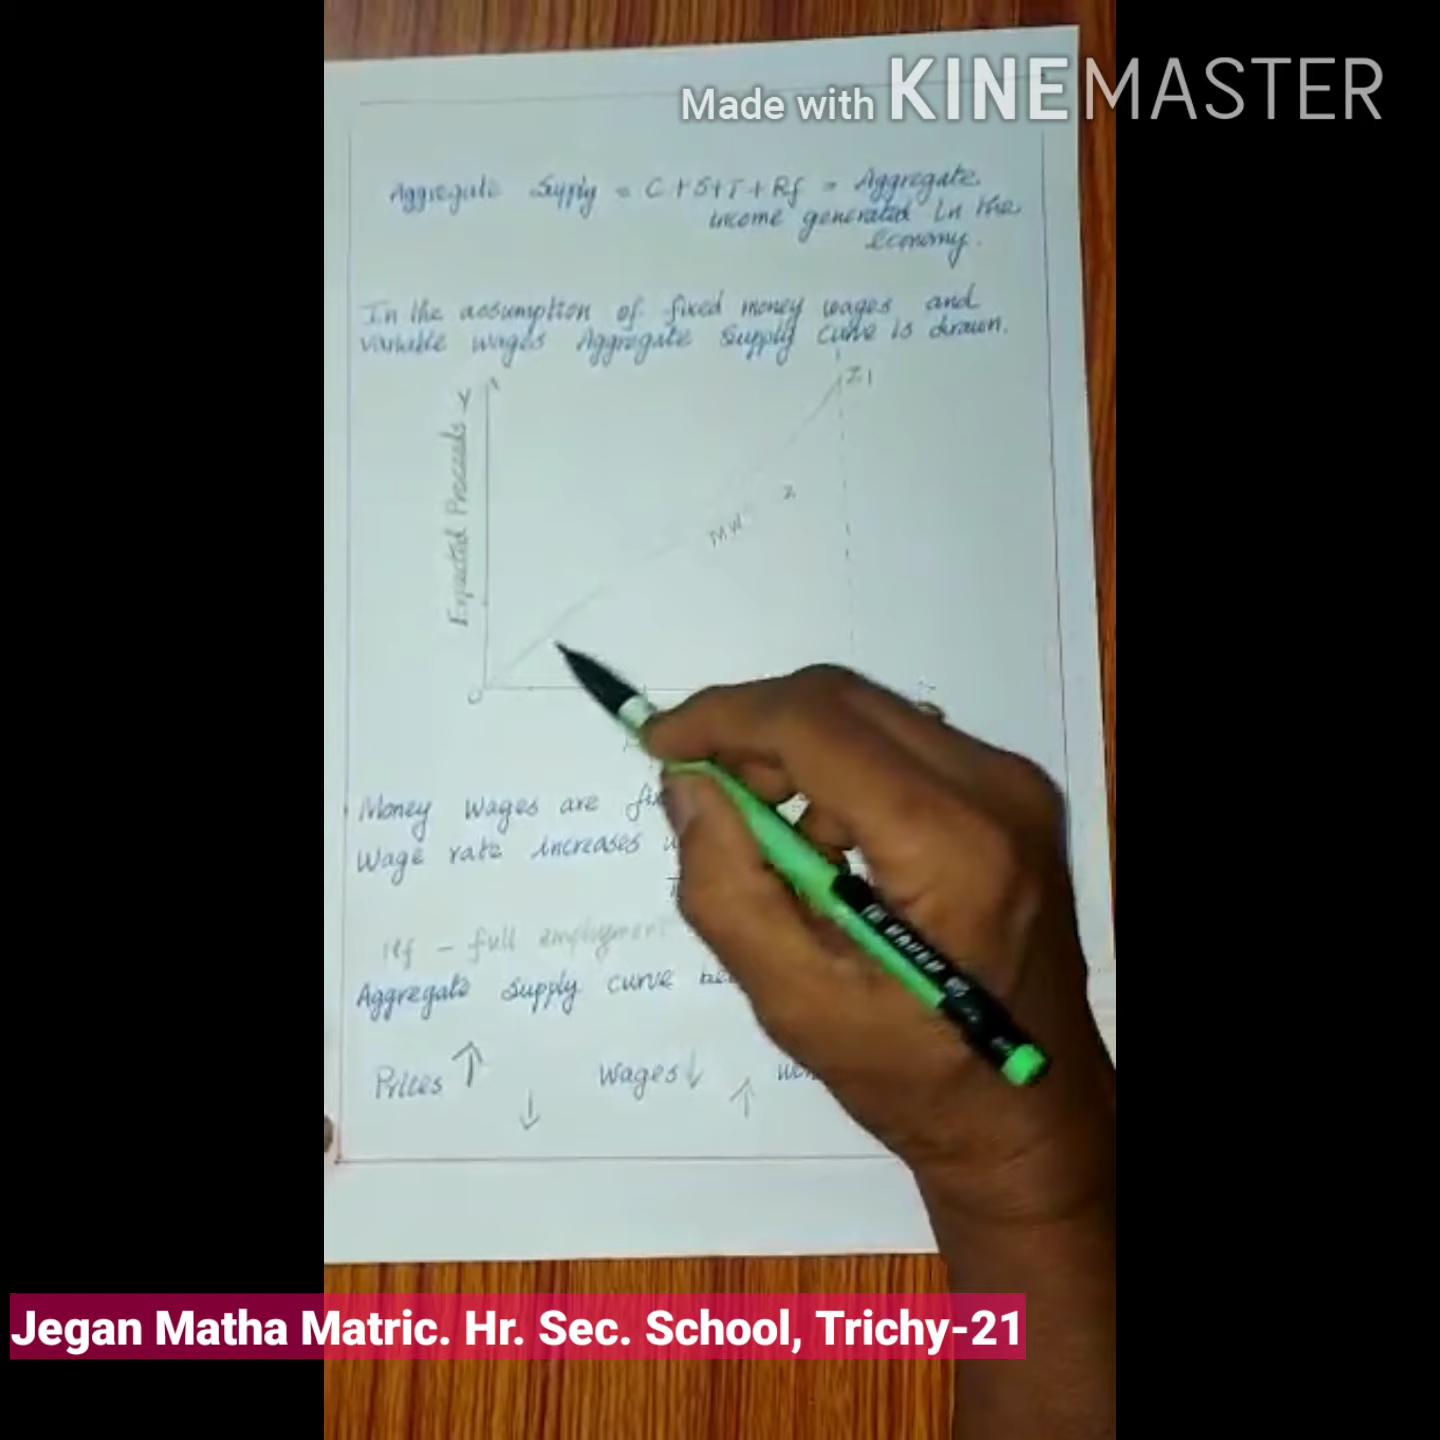 Made with KINEMASTER
Aggregate Supply = C + S + T + Rf = Aggregate
income generated in the
economy.
In the assumption of fixed money wages and
variable wages Aggregate Supply curve is drawn.
Z1
Expected Proceeds Y
Z
MW
O
Money wages are
Wage rate increases
Nf - full employment
Aggregate Supply curve
Prices ↑ Wages ↓
↓ ↑
Jegan Matha Matric. Hr. Sec. School, Trichy-21